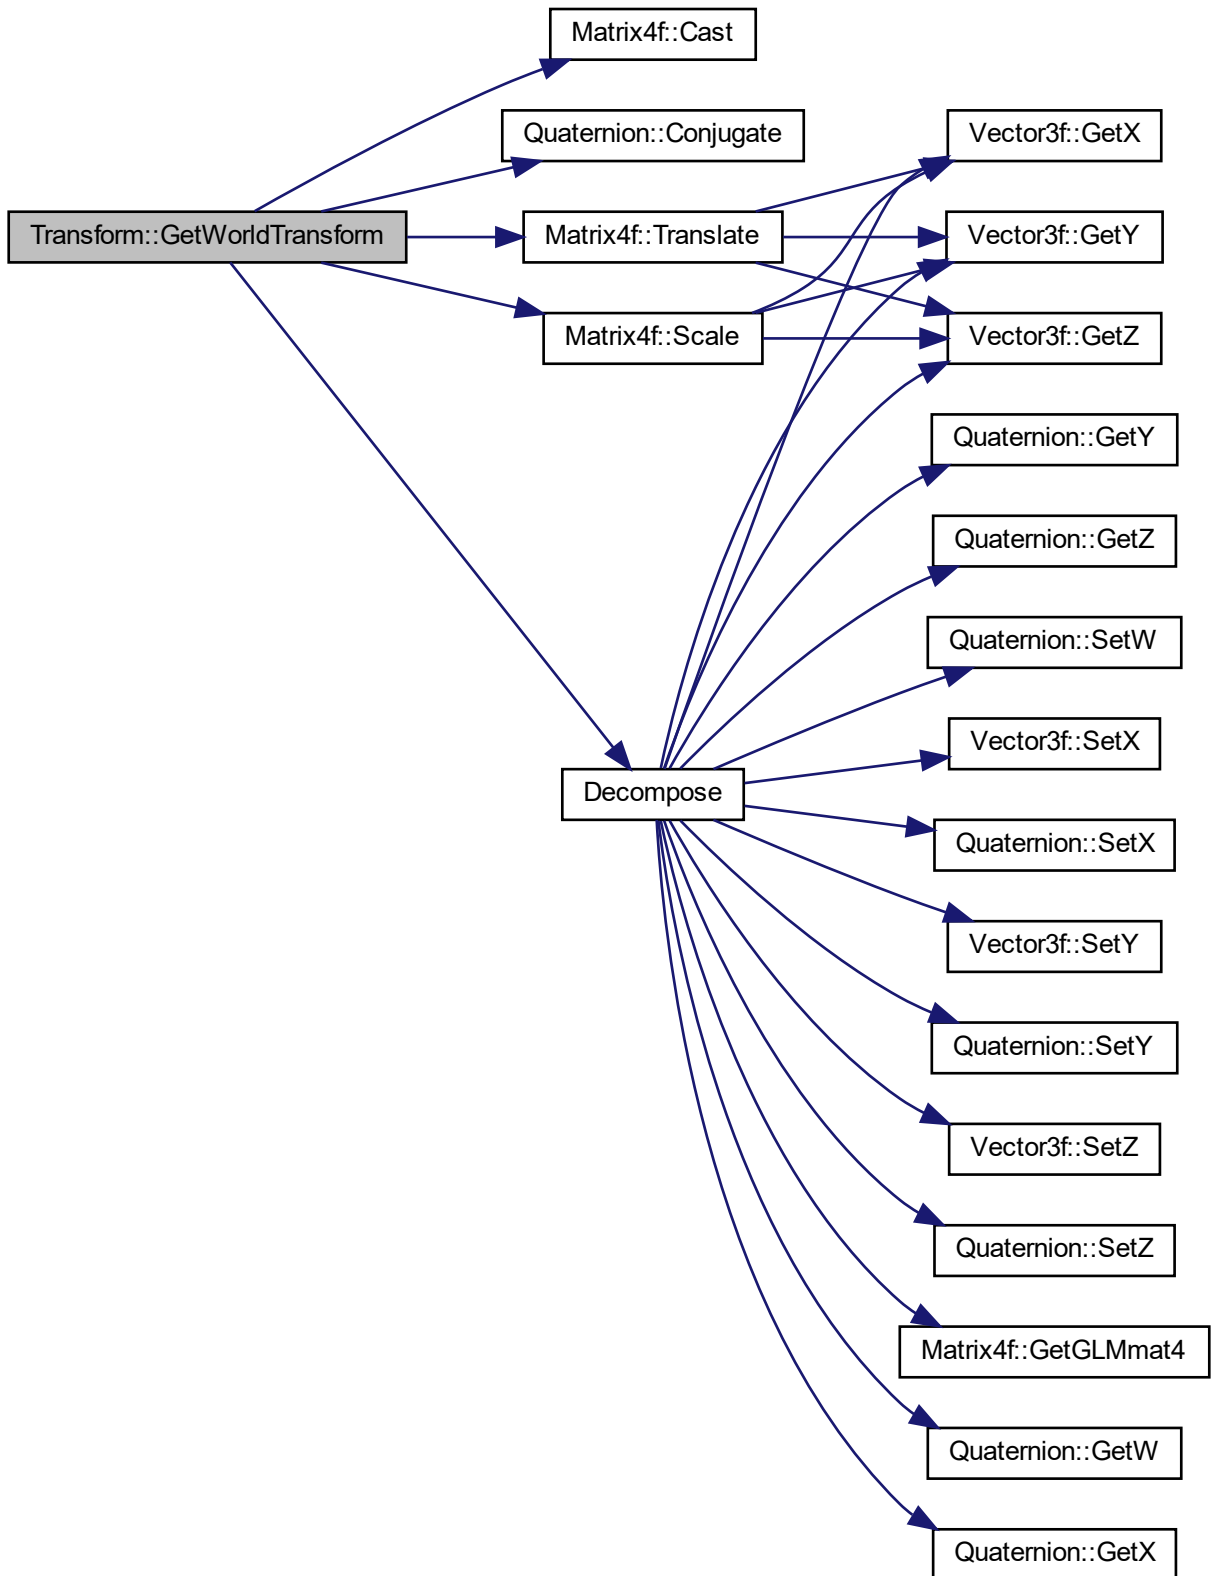 Matrix4f::Cast
Quaternion::Conjugate
Vector3f::GetX
Transform::GetWorldTransform
Matrix4f::Translate
Vector3f::GetY
Matrix4f::Scale
Vector3f::GetZ
Quaternion::GetY
Quaternion::GetZ
Quaternion::SetW
Vector3f::SetX
Decompose
Quaternion::SetX
Vector3f::SetY
Quaternion::SetY
Vector3f::SetZ
Quaternion::SetZ
Matrix4f::GetGLMmat4
Quaternion::GetW
Quaternion::GetX